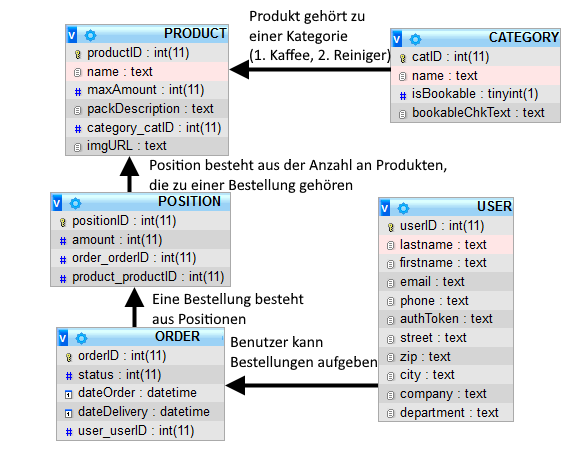 Produkt gehört zu
einer Kategorie
(1. Kaffee, 2. Reiniger)
v PRODUKT
productID : int(11)
name : text
# maxAmount : int(11)
packDescription : text
# category_catID : int(11)
imgURL : text
v CATEGORY
catID : int(11)
name : text
# isBookable : tinyint(1)
bookableChkText : text
Position besteht aus der Anzahl an Produkten,
die zu einer Bestellung gehören
v POSITION
positionID : int(11)
# amount : int(11)
# order_orderID : int(11)
# product_productID : int(11)
v USER
userID : int(11)
lastname : text
firstname : text
email : text
phone : text
authToken : text
street : text
zip : text
city : text
company : text
department : text
Eine Bestellung besteht
aus Positionen
v ORDER
orderID : int(11)
# status : int(11)
dateOrder : datetime
dateDelivery : datetime
# user_userID : int(11)
Benutzer kann
Bestellungen aufgeben